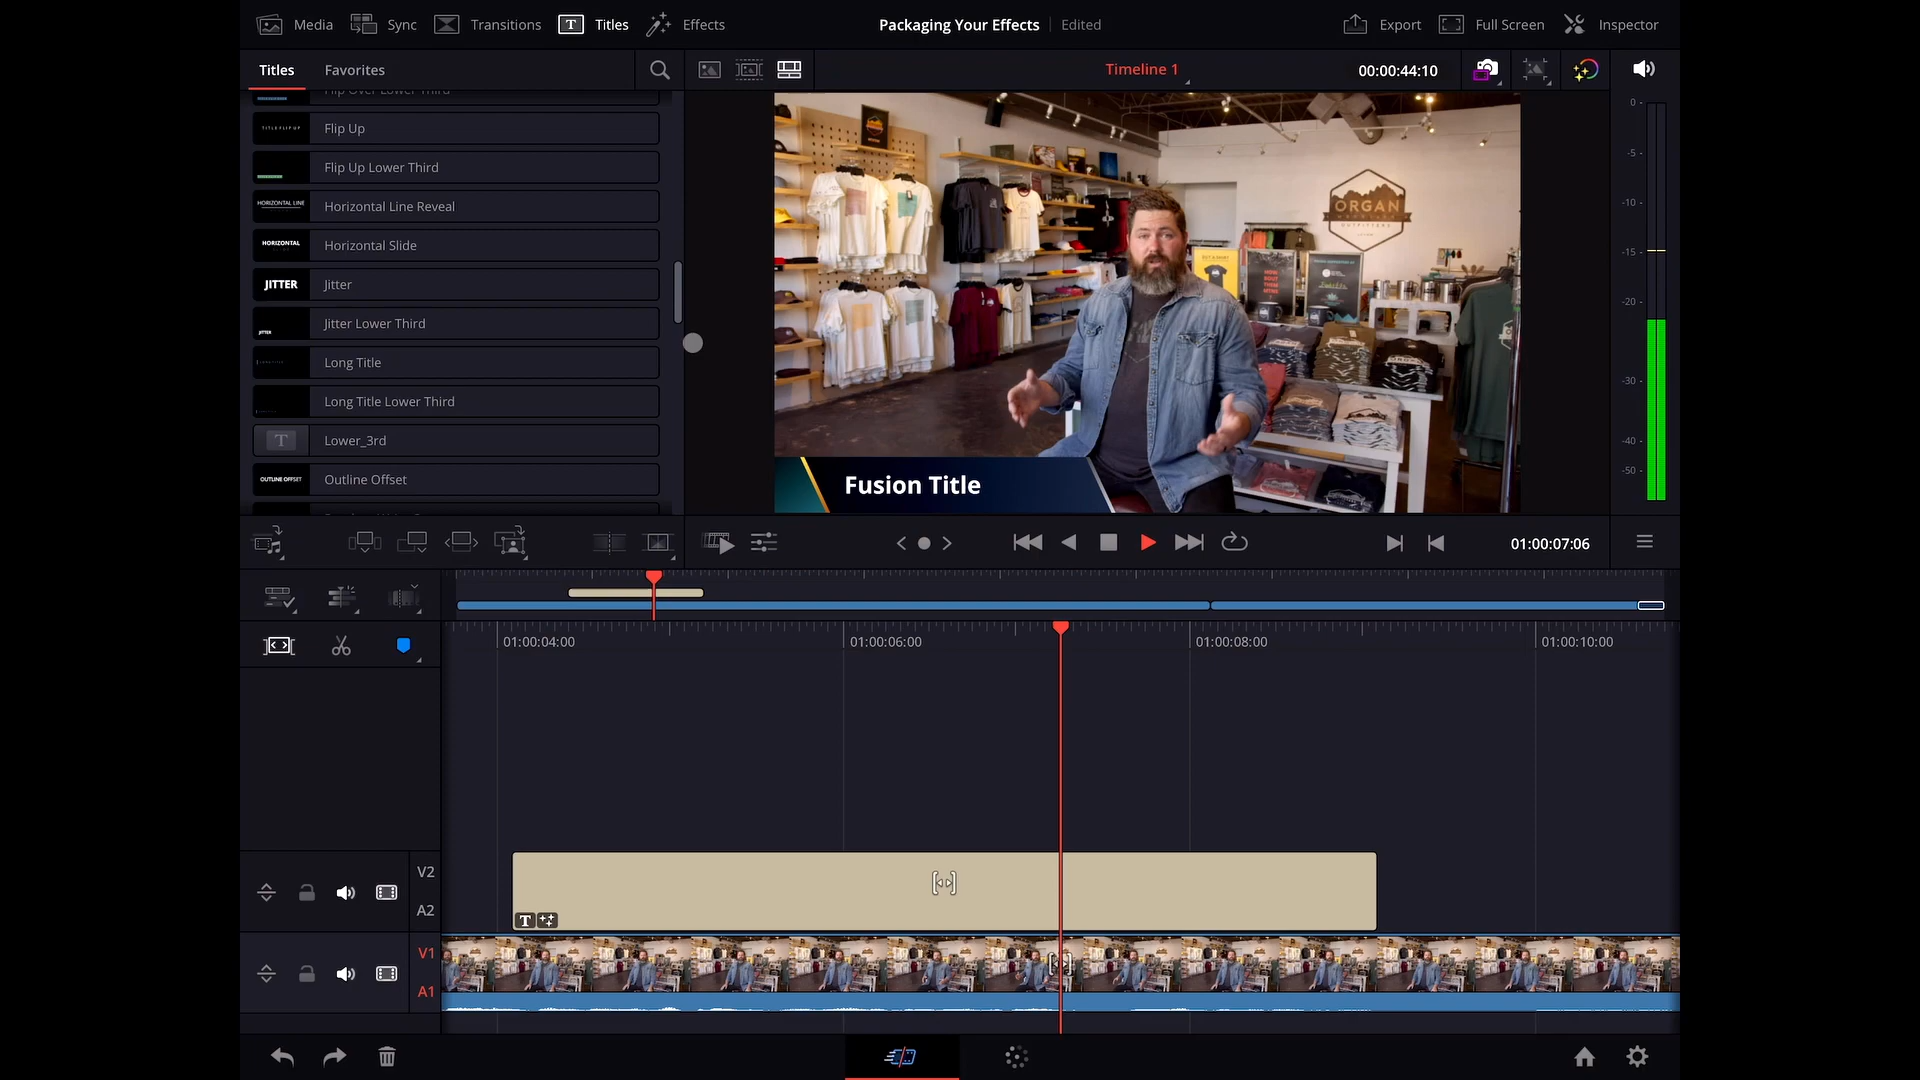 Media
Sync
Transitions
Titles
Effects
Packaging Your Effects
Edited
Export
Full Screen
Inspector
Titles
Favorites
Timeline 1
00:00:44:10
Flip Over Lower Third
TITLE FLIP UP
Flip Up
Flip Up Lower Third
HORIZONTAL LINE
Horizontal Line Reveal
HORIZONTAL
Horizontal Slide
JITTER
Jitter
JITTER
Jitter Lower Third
Long Title
Long Title Lower Third
T
Lower_3rd
OUTLINE OFFSET
Outline Offset
ORGAN
OUTFITTERS
Fusion Title
0
-5
-10
-15
-20
-30
-40
-50
01:00:07:06
01:00:04:00
01:00:06:00
01:00:08:00
01:00:10:00
V2
A2
T
V1
A1